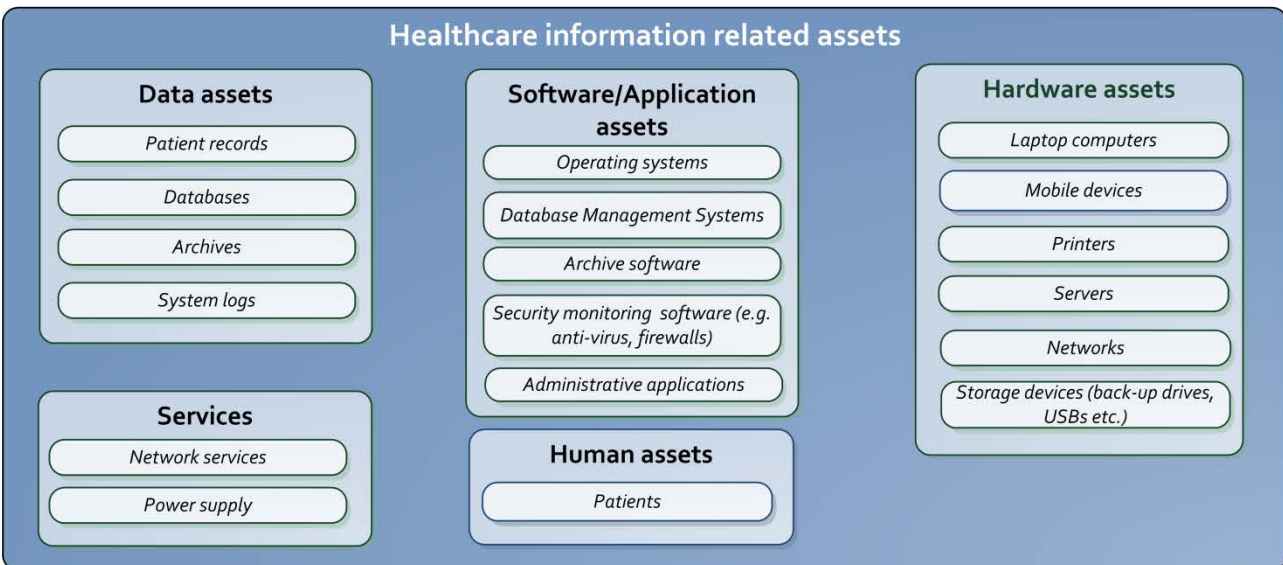 Healthcare information related assets
Data assets
Patient records
Databases
Archives
System logs
Services
Network services
Power supply
Software/Application
assets
Operating systems
Database Management Systems
Archive software
Security monitoring software (e.g.
anti-virus, firewalls)
Administrative applications
Human assets
Patients
Hardware assets
Laptop computers
Mobile devices
Printers
Servers
Networks
Storage devices (back-up drives,
USBs etc.)